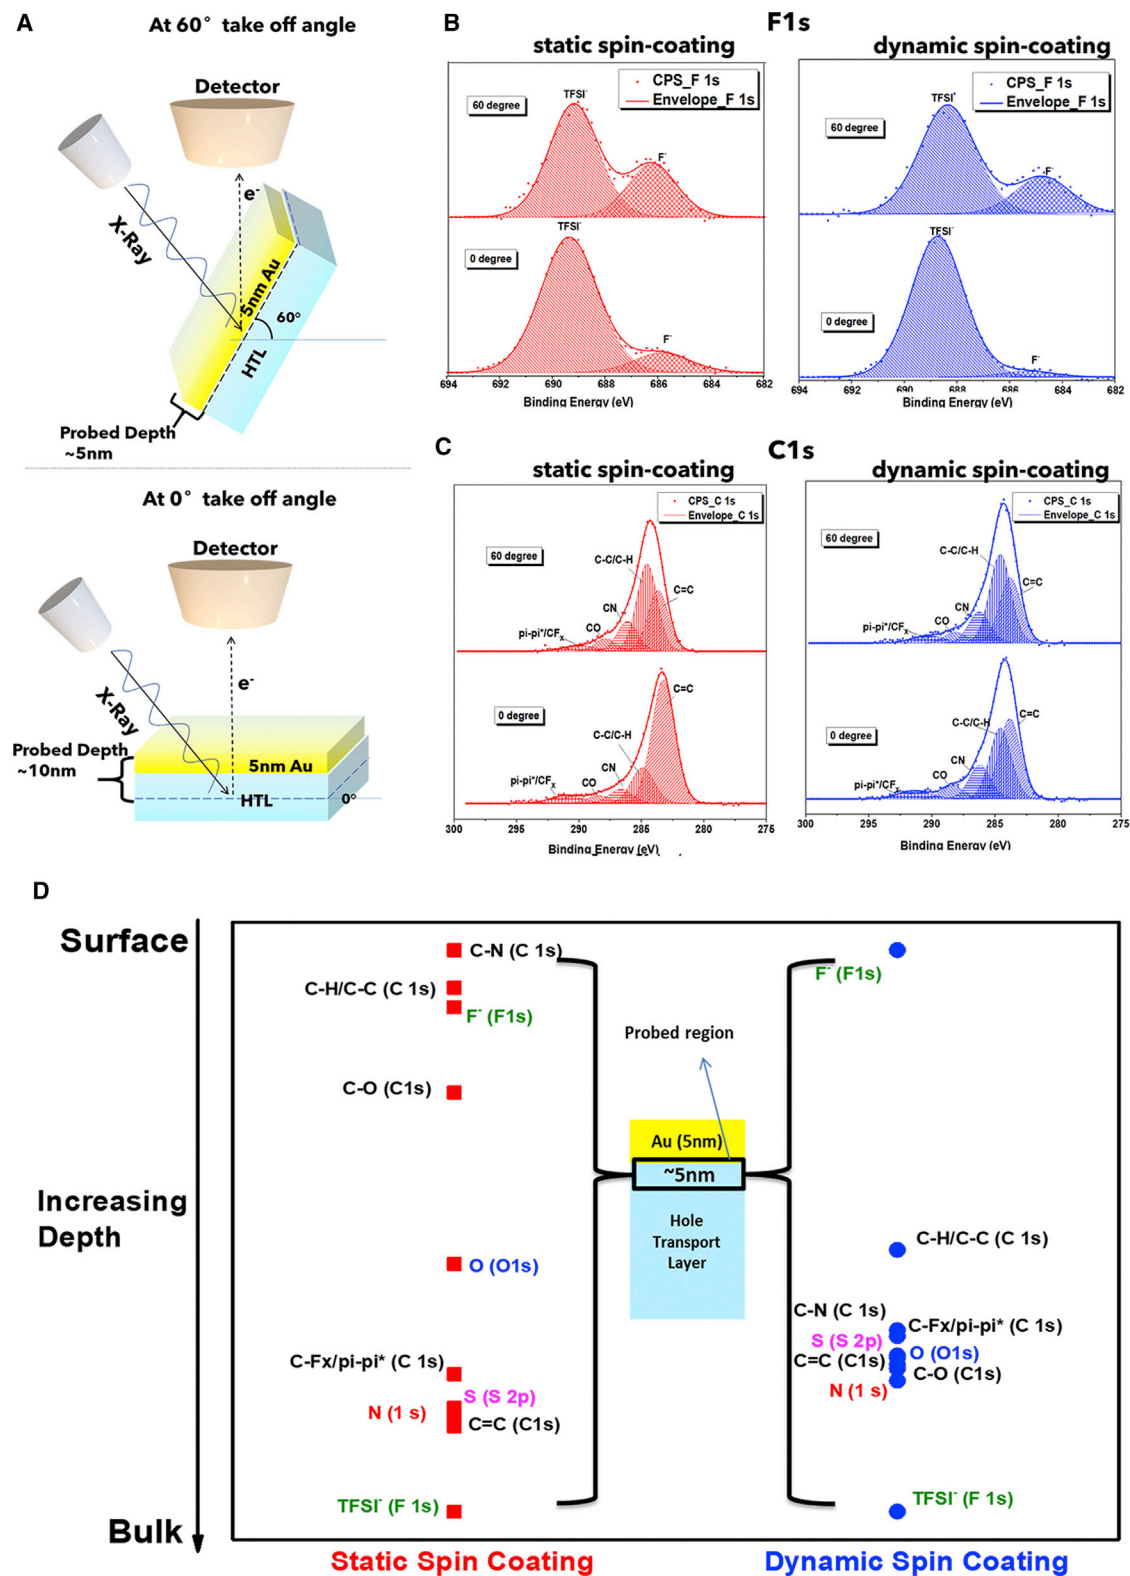 A
At 60° take off angle
Detector
e-
X-Ray
5nm Au
60°
HTL
Probed Depth
~5nm
At 0° take off angle
Detector
X-Ray
e-
Probed Depth
~10nm
5nm Au
HTL
0°
B
F1s
static spin-coating
dynamic spin-coating
CPS_F 1s
Envelope_F 1s
60 degree
TFSI-
F-
TFSI-
0 degree
F-
694 692 690 688 686 684 682
Binding Energy (eV)
CPS_F 1s
Envelope_F 1s
TFSI-
60 degree
F-
TFSI-
0 degree
F-
694 692 690 688 686 684 682
Binding Energy (eV)
C
C1s
static spin-coating
dynamic spin-coating
CPS_C 1s
Envelope_C 1s
60 degree
C-C/C-H
C=C
CN
CO
pi-pi*/CFx
0 degree
C=C
C-C/C-H
CN
CO
pi-pi*/CFx
300 295 290 285 280 275
Binding Energy (eV)
CPS_C 1s
Envelope_C 1s
60 degree
C-C/C-H
C=C
CN
CO
pi-pi*/CFx
0 degree
C-C/C-H
C=C
CN
CO
pi-pi*/CFx
300 295 290 285 280 275
Binding Energy (eV)
D
Surface
Increasing
Depth
Bulk
C-N (C 1s)
C-H/C-C (C 1s)
F- (F1s)
C-O (C1s)
O (O1s)
C-Fx/pi-pi* (C 1s)
S (S 2p)
N (1 s)
C=C (C1s)
TFSI- (F 1s)
Probed region
Au (5nm)
~5nm
Hole
Transport
Layer
F- (F1s)
C-H/C-C (C 1s)
C-N (C 1s)
C-Fx/pi-pi* (C 1s)
S (S 2p)
O (O1s)
C=C (C1s)
C-O (C1s)
N (1 s)
TFSI- (F 1s)
Static Spin Coating
Dynamic Spin Coating